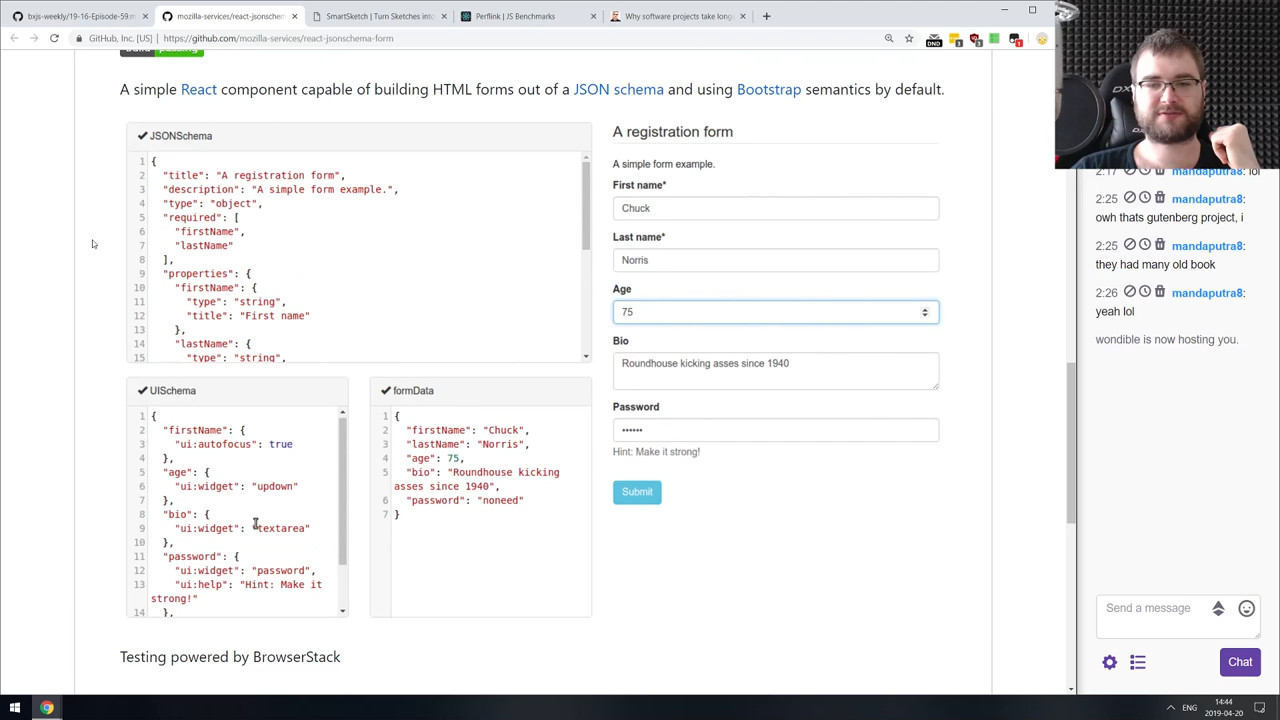 bxjs-weekly/19-16-Episode-59.m
mozilla-services/react-jsonschem
SmartSketch | Turn Sketches into
Perflink | JS Benchmarks
Why software projects take long
GitHub, Inc. [US]
https://github.com/mozilla-services/react-jsonschema-form
A simple React component capable of building HTML forms out of a JSON schema and using Bootstrap semantics by default.
JSONSchema
1 {
2 "title": "A registration form",
3 "description": "A simple form example.",
4 "type": "object",
5 "required": [
6 "firstName",
7 "lastName"
8 ],
9 "properties": {
10 "firstName": {
11 "type": "string",
12 "title": "First name"
13 },
14 "lastName": {
15 "type": "string",
A registration form
A simple form example.
First name*
Chuck
Last name*
Norris
Age
75
Bio
Roundhouse kicking asses since 1940
Password
••••••
Hint: Make it strong!
Submit
UISchema
1 {
2 "firstName": {
3 "ui:autofocus": true
4 },
5 "age": {
6 "ui:widget": "updown"
7 },
8 "bio": {
9 "ui:widget": "textarea"
10 },
11 "password": {
12 "ui:widget": "password",
13 "ui:help": "Hint: Make it
strong!"
14 },
formData
1 {
2 "firstName": "Chuck",
3 "lastName": "Norris",
4 "age": 75,
5 "bio": "Roundhouse kicking
asses since 1940",
6 "password": "noneed"
7 }
Testing powered by BrowserStack
2:17 mandaputra8: lol
2:25 mandaputra8:
owh thats gutenberg project, i
2:25 mandaputra8:
they had many old book
2:26 mandaputra8:
yeah lol
wondible is now hosting you.
Send a message
Chat
ENG
14:44
2019-04-20